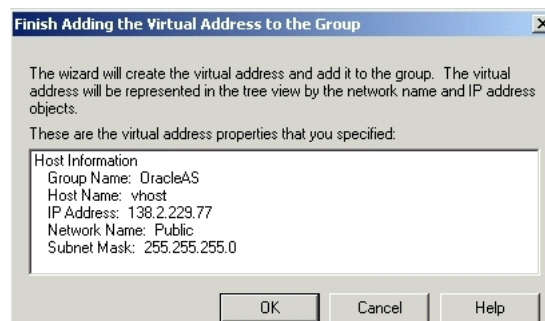 Finish Adding the Virtual Address to the Group
The wizard will create the virtual address and add it to the group. The virtual
address will be represented in the tree view by the network name and IP address
objects.
These are the virtual address properties that you specified:
Host Information
Group Name: OracleAS
Host Name: vhost
IP Address: 138.2.229.77
Network Name: Public
Subnet Mask: 255.255.255.0
OK Cancel Help